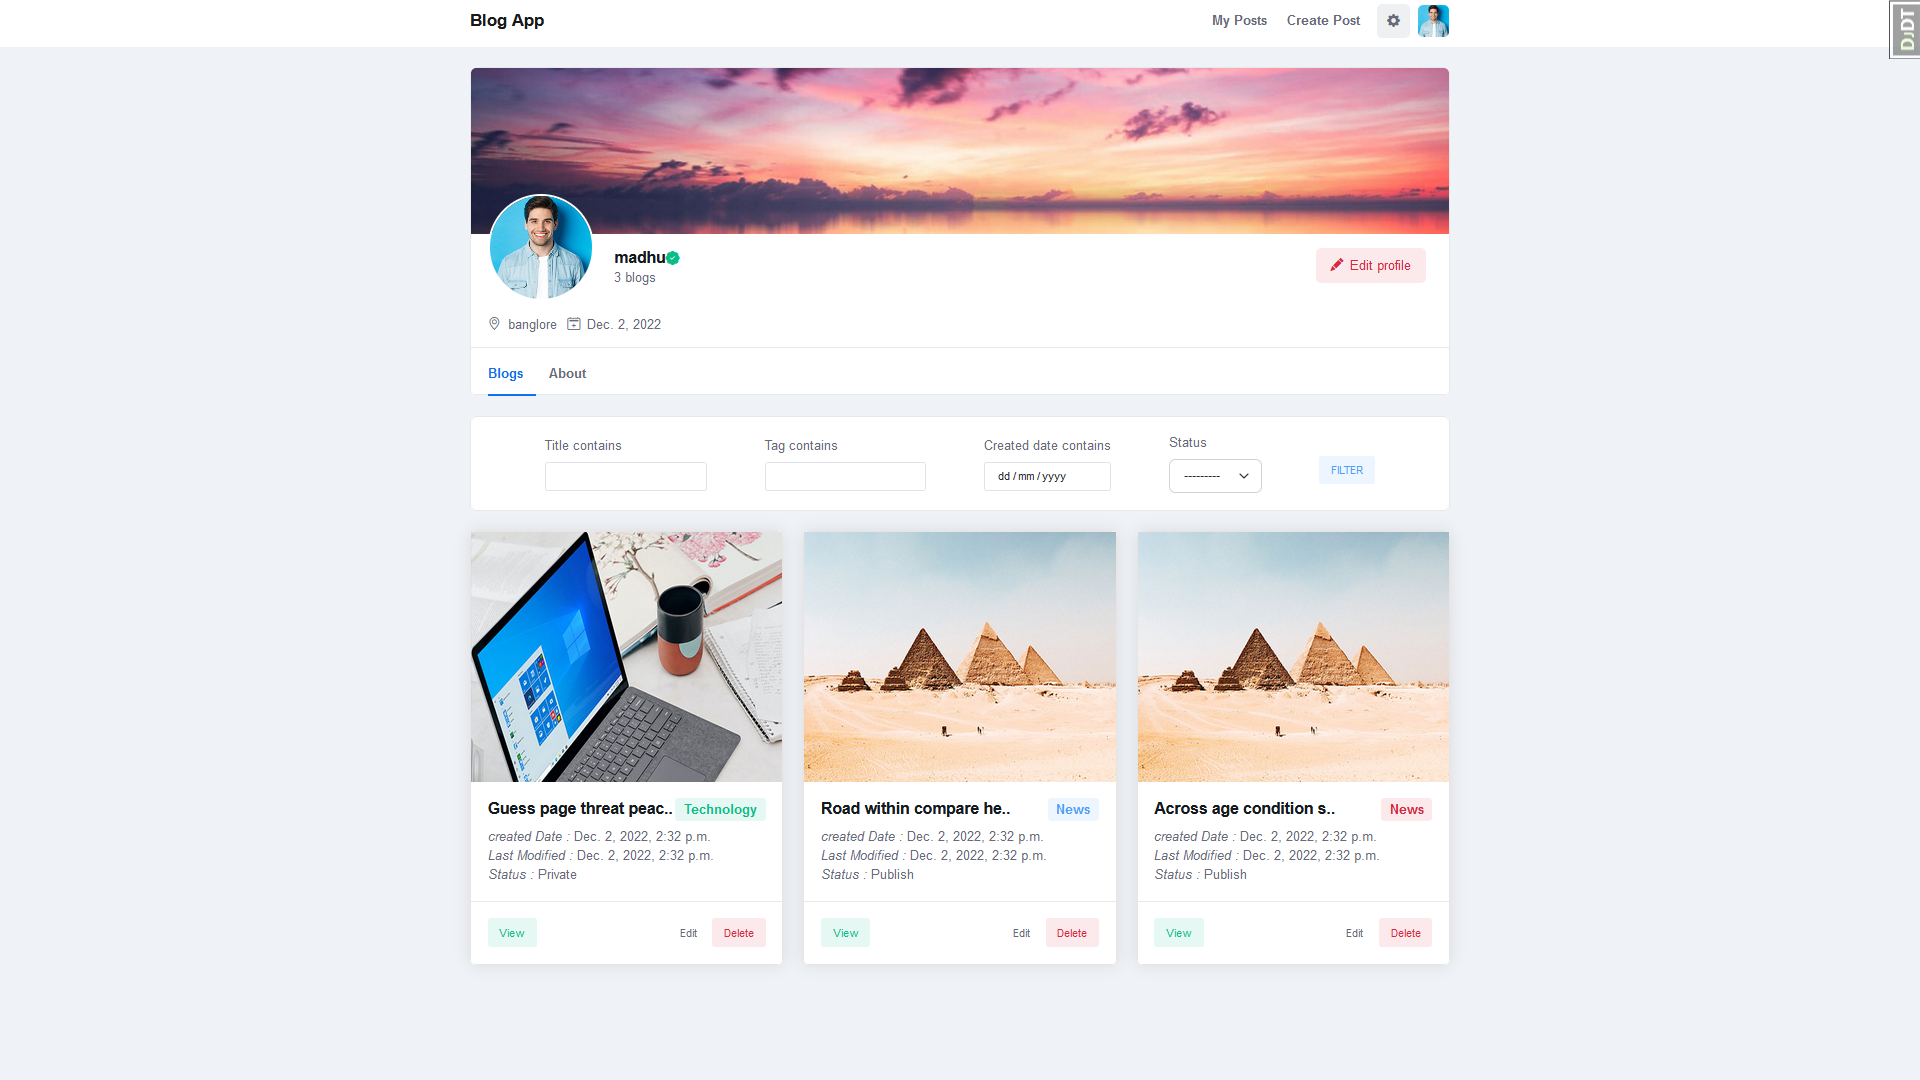 Blog App
My Posts
Create Post
DJDT
madhu
3 blogs
Edit profile
banglore
Dec. 2, 2022
Blogs
About
Title contains
Tag contains
Created date contains
Status
dd/mm/yyyy
---------
FILTER
Guess page threat peac..
Technology
created Date : Dec. 2, 2022, 2:32 p.m.
Last Modified : Dec. 2, 2022, 2:32 p.m.
Status : Private
View
Edit
Delete
Road within compare he..
News
created Date : Dec. 2, 2022, 2:32 p.m.
Last Modified : Dec. 2, 2022, 2:32 p.m.
Status : Publish
View
Edit
Delete
Across age condition s..
News
created Date : Dec. 2, 2022, 2:32 p.m.
Last Modified : Dec. 2, 2022, 2:32 p.m.
Status : Publish
View
Edit
Delete